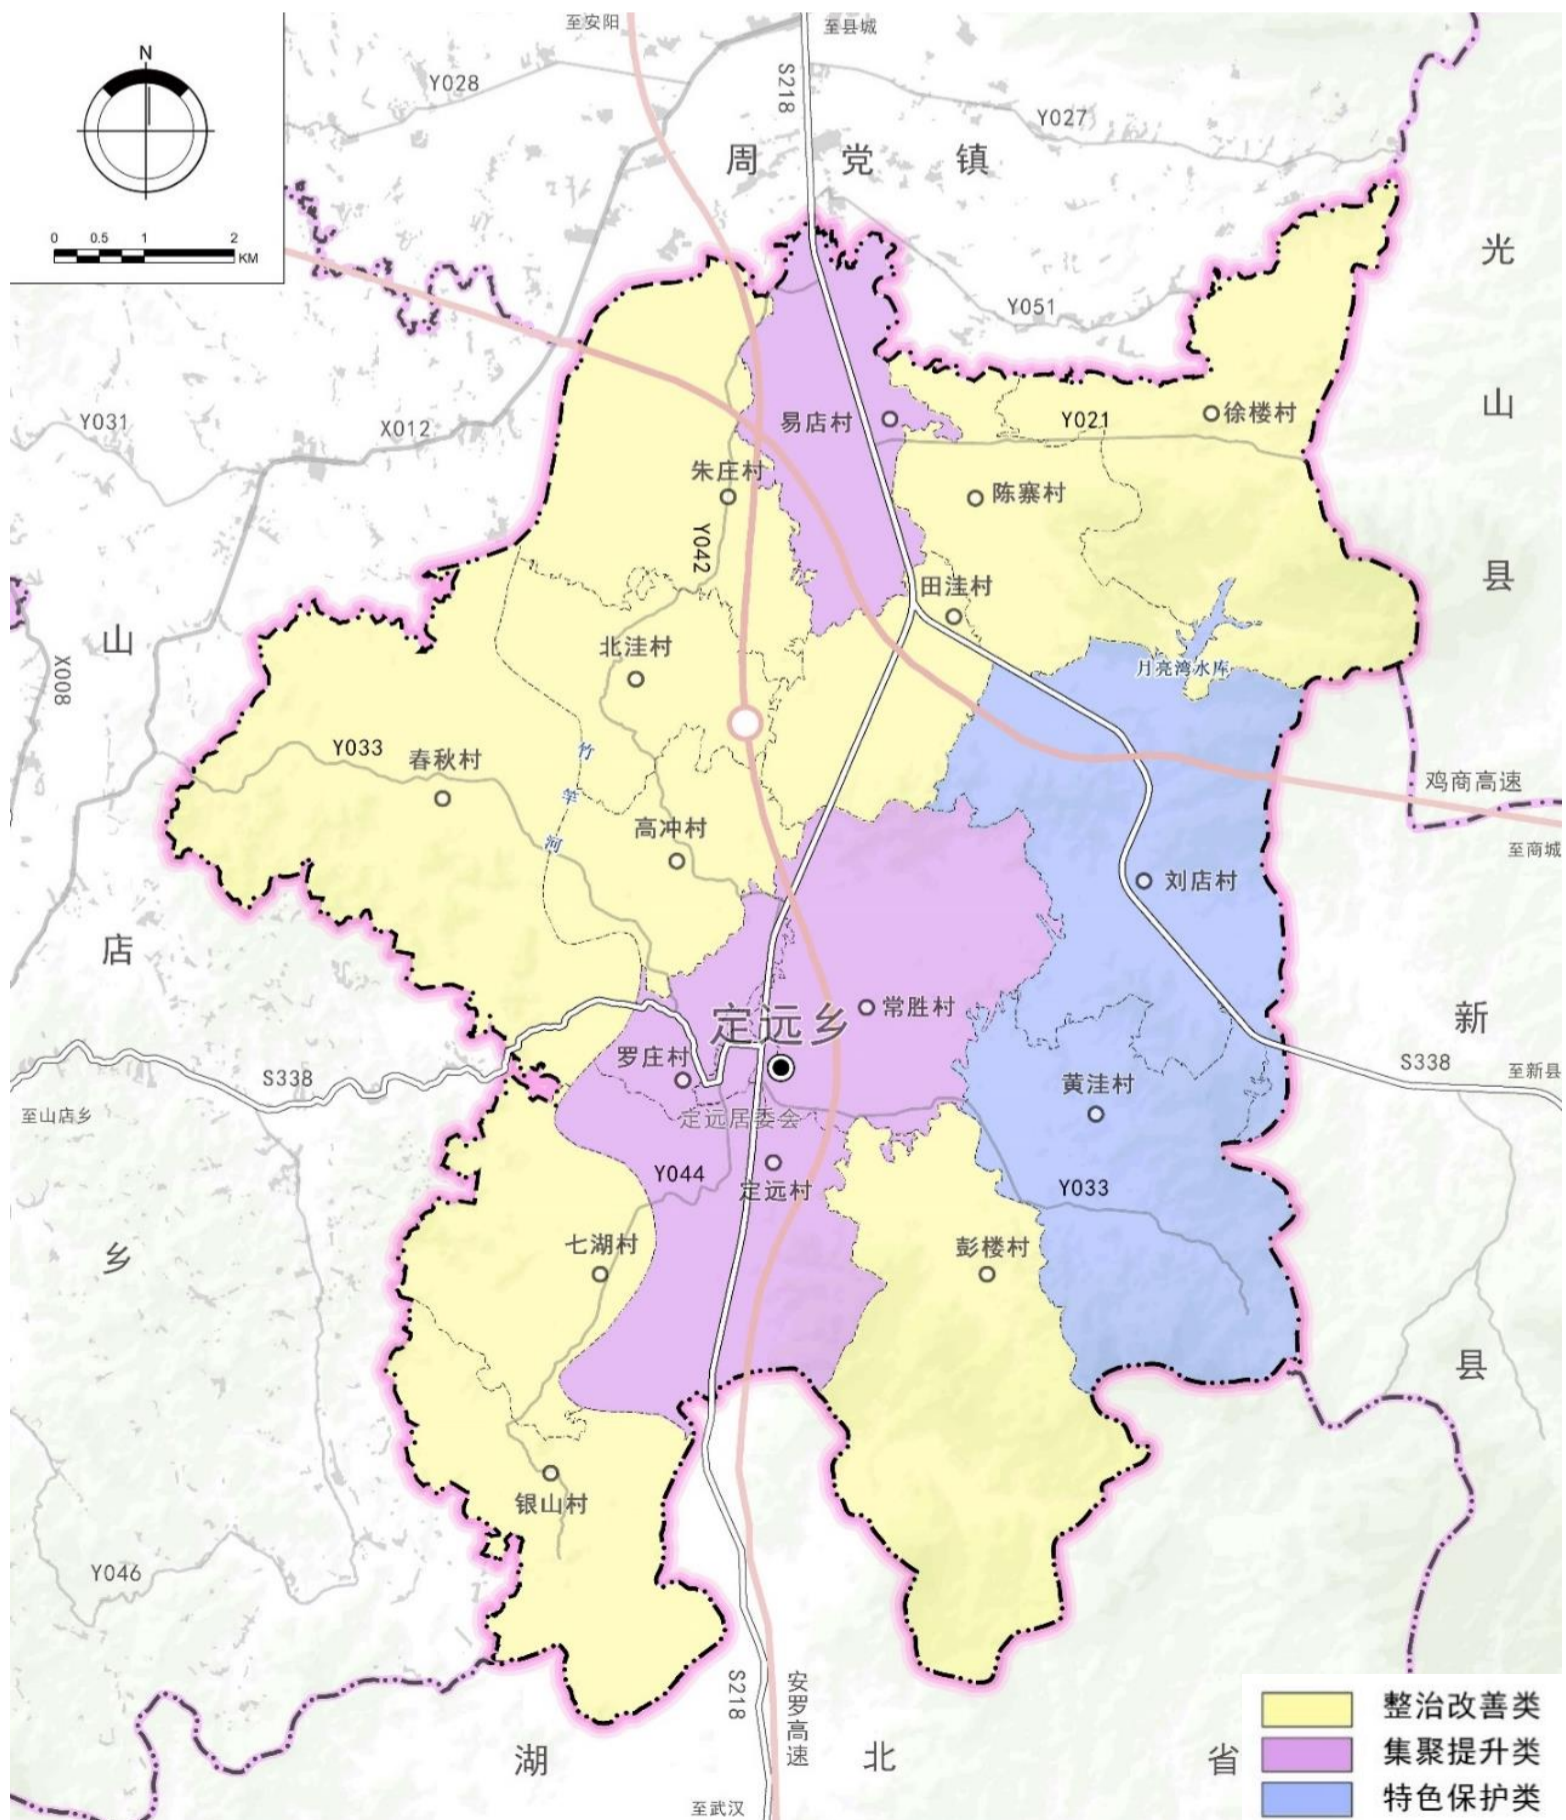 至安阳
至县城
N
Y028
S218
Y027
周党镇
0 0.5 1 2
KM
光山县
Y051
Y031
X012
易店村
Y021
徐楼村
朱庄村
陈寨村
Y042
田洼村
山店乡
北洼村
月亮湾水库
X008
Y033
春秋村
竹竿河
鸡商高速
高冲村
至商城
刘店村
新县
定远乡
常胜村
罗庄村
S338
S338
至新县
黄洼村
至山店乡
定远居委会
Y044
定远村
Y033
七湖村
彭楼村
银山村
Y046
S218
安罗高速
湖北省
至武汉
整治改善类
集聚提升类
特色保护类